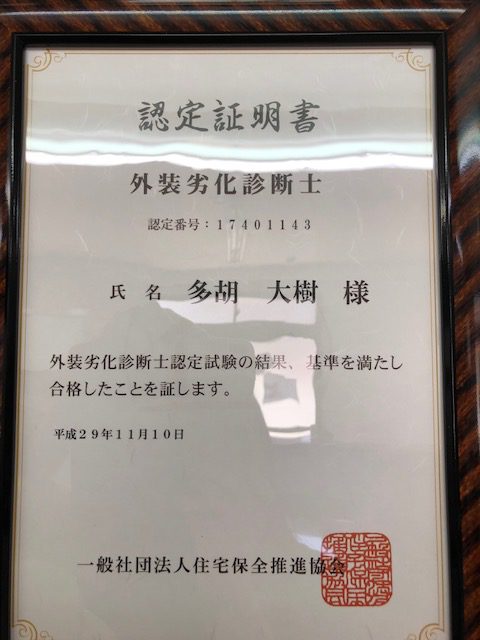 認定証明書
外装劣化診断士
認定番号：17401143
氏 名 多胡 大樹 様
外装劣化診断士認定試験の結果、基準を満たし
合格したことを証します。
平成29年11月10日
一般社団法人住宅保全推進協会